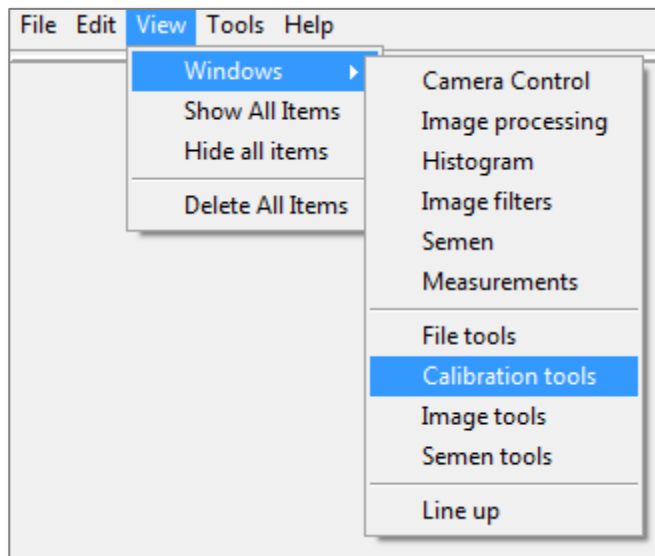 File Edit View Tools Help
Windows
Show All Items
Hide all items
Delete All Items
Camera Control
Image processing
Histogram
Image filters
Semen
Measurements
File tools
Calibration tools
Image tools
Semen tools
Line up